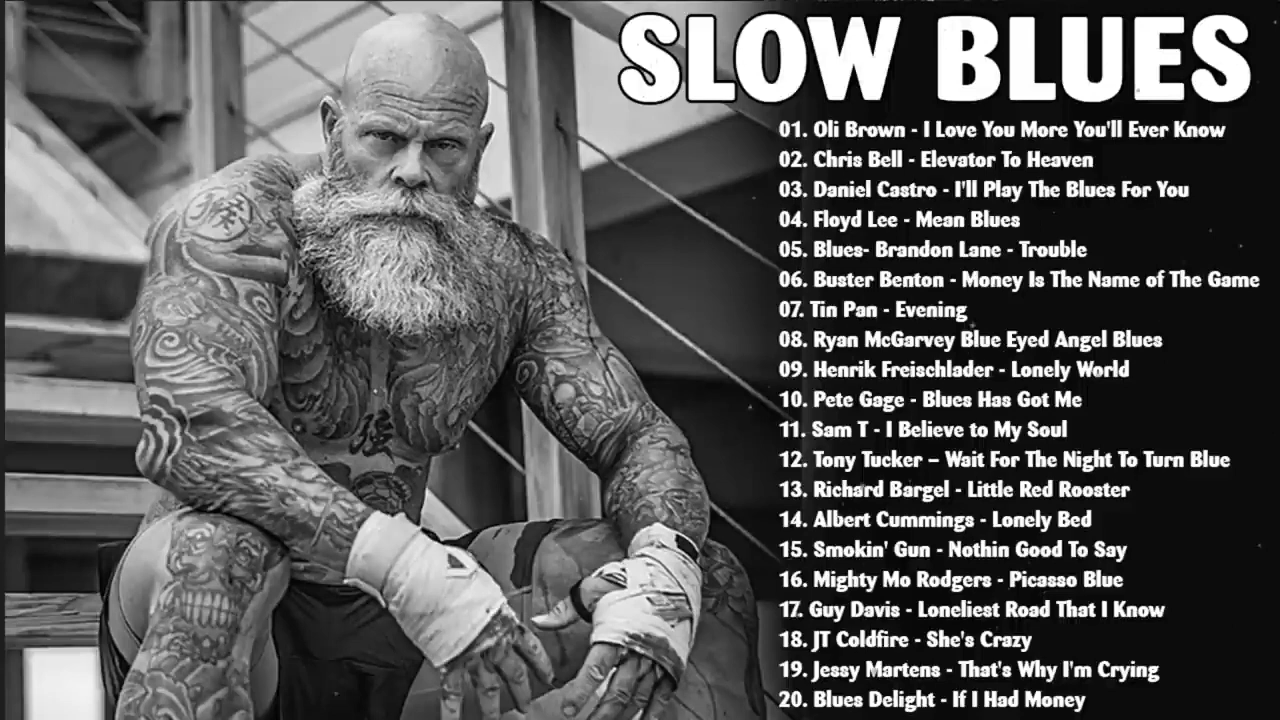 SLOW BLUES
01. Oli Brown - I Love You More You'll Ever Know
02. Chris Bell - Elevator To Heaven
03. Daniel Castro - I'll Play The Blues For You
04. Floyd Lee - Mean Blues
05. Blues- Brandon Lane - Trouble
06. Buster Benton - Money Is The Name of The Game
07. Tin Pan - Evening
08. Ryan McGarvey Blue Eyed Angel Blues
09. Henrik Freischlader - Lonely World
10. Pete Gage - Blues Has Got Me
11. Sam T - I Believe to My Soul
12. Tony Tucker – Wait For The Night To Turn Blue
13. Richard Bargel - Little Red Rooster
14. Albert Cummings - Lonely Bed
15. Smokin' Gun - Nothin Good To Say
16. Mighty Mo Rodgers - Picasso Blue
17. Guy Davis - Loneliest Road That I Know
18. JT Coldfire - She's Crazy
19. Jessy Martens - That's Why I'm Crying
20. Blues Delight - If I Had Money